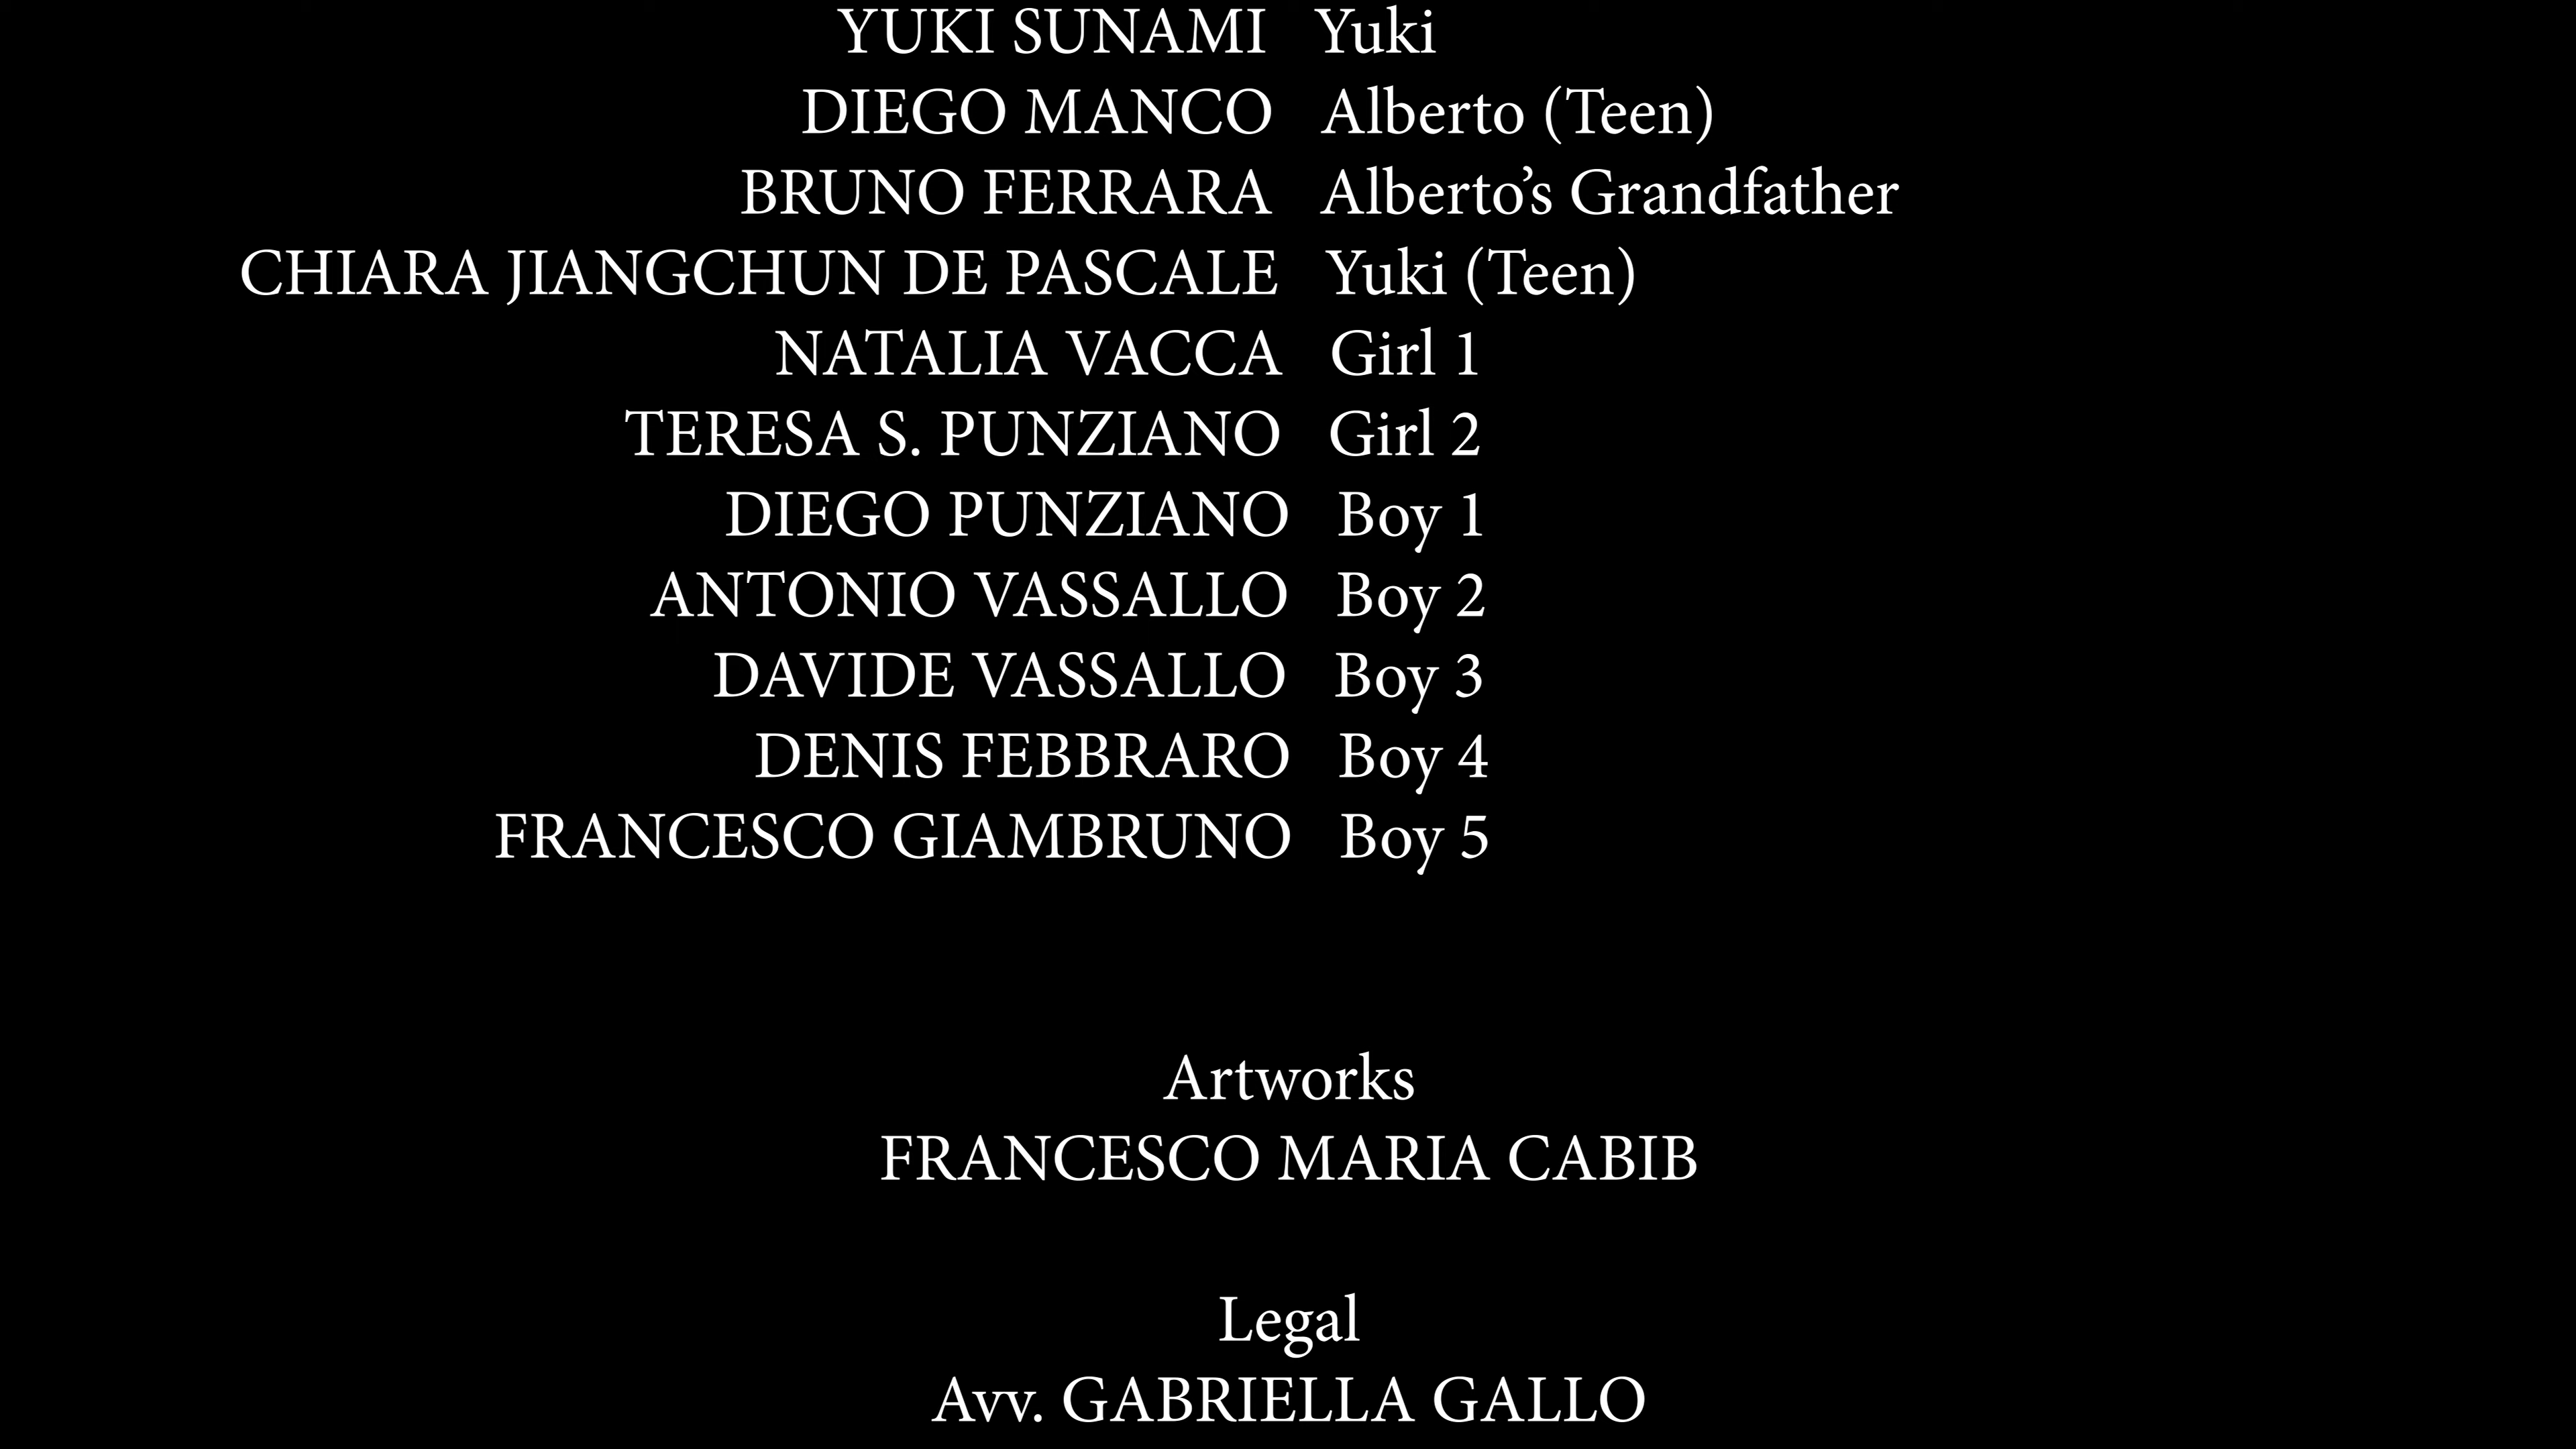 YUKI SUNAMI Yuki
DIEGO MANCO Alberto (Teen)
BRUNO FERRARA Alberto’s Grandfather
CHIARA JIANGCHUN DE PASCALE Yuki (Teen)
NATALIA VACCA Girl 1
TERESA S. PUNZIANO Girl 2
DIEGO PUNZIANO Boy 1
ANTONIO VASSALLO Boy 2
DAVIDE VASSALLO Boy 3
DENIS FEBBRARO Boy 4
FRANCESCO GIAMBRUNO Boy 5
Artworks
FRANCESCO MARIA CABIB
Legal
Avv. GABRIELLA GALLO